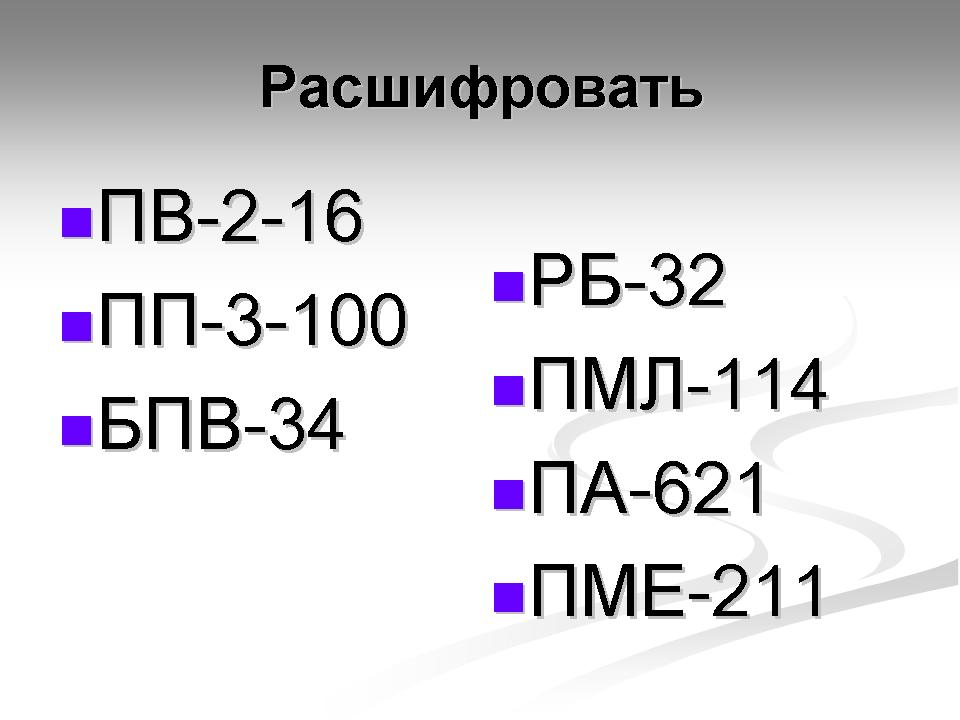 Расшифровать
ПВ-2-16
ПП-3-100
БПВ-34
РБ-32
ПМЛ-114
ПА-621
ПМЕ-211